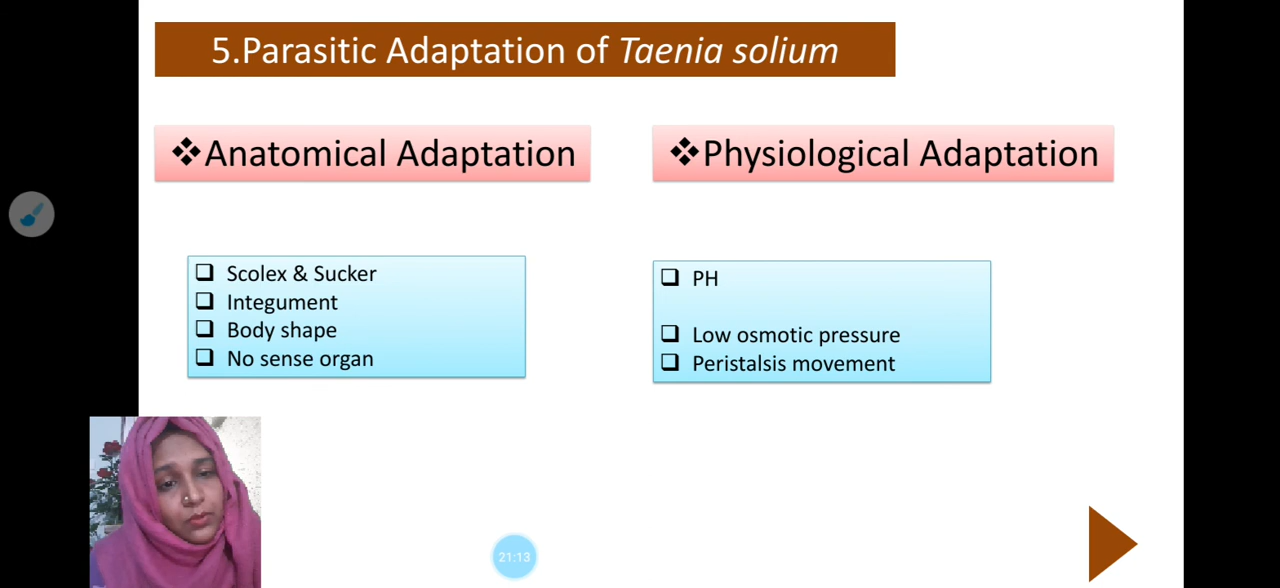 5.Parasitic Adaptation of Taenia solium
❖Anatomical Adaptation
❖Physiological Adaptation
❑ Scolex & Sucker
❑ Integument
❑ Body shape
❑ No sense organ
❑ PH
❑ Low osmotic pressure
❑ Peristalsis movement
21:13